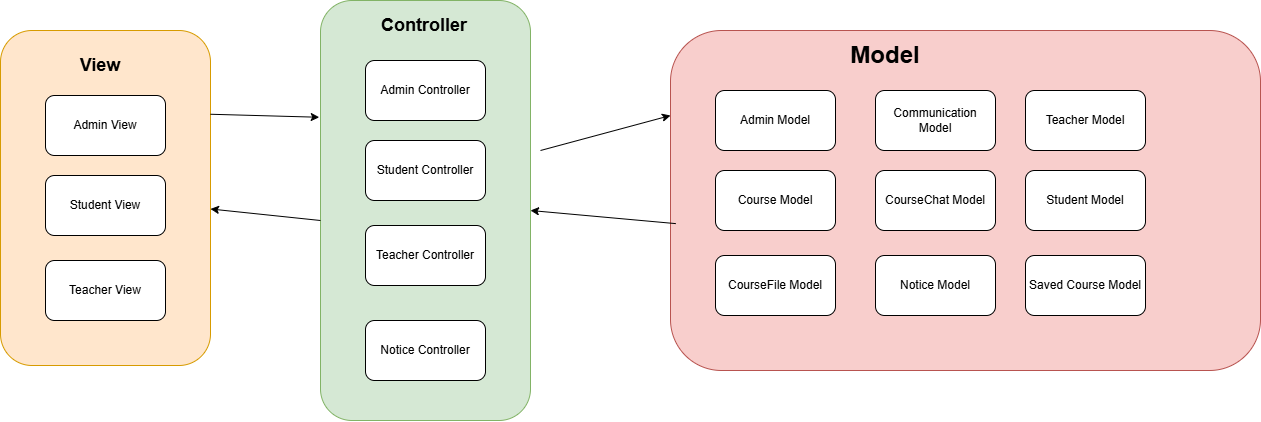 View
Admin View
Student View
Teacher View
Controller
Admin Controller
Student Controller
Teacher Controller
Notice Controller
Model
Admin Model
Communication
Model
Teacher Model
Course Model
CourseChat Model
Student Model
CourseFile Model
Notice Model
Saved Course Model